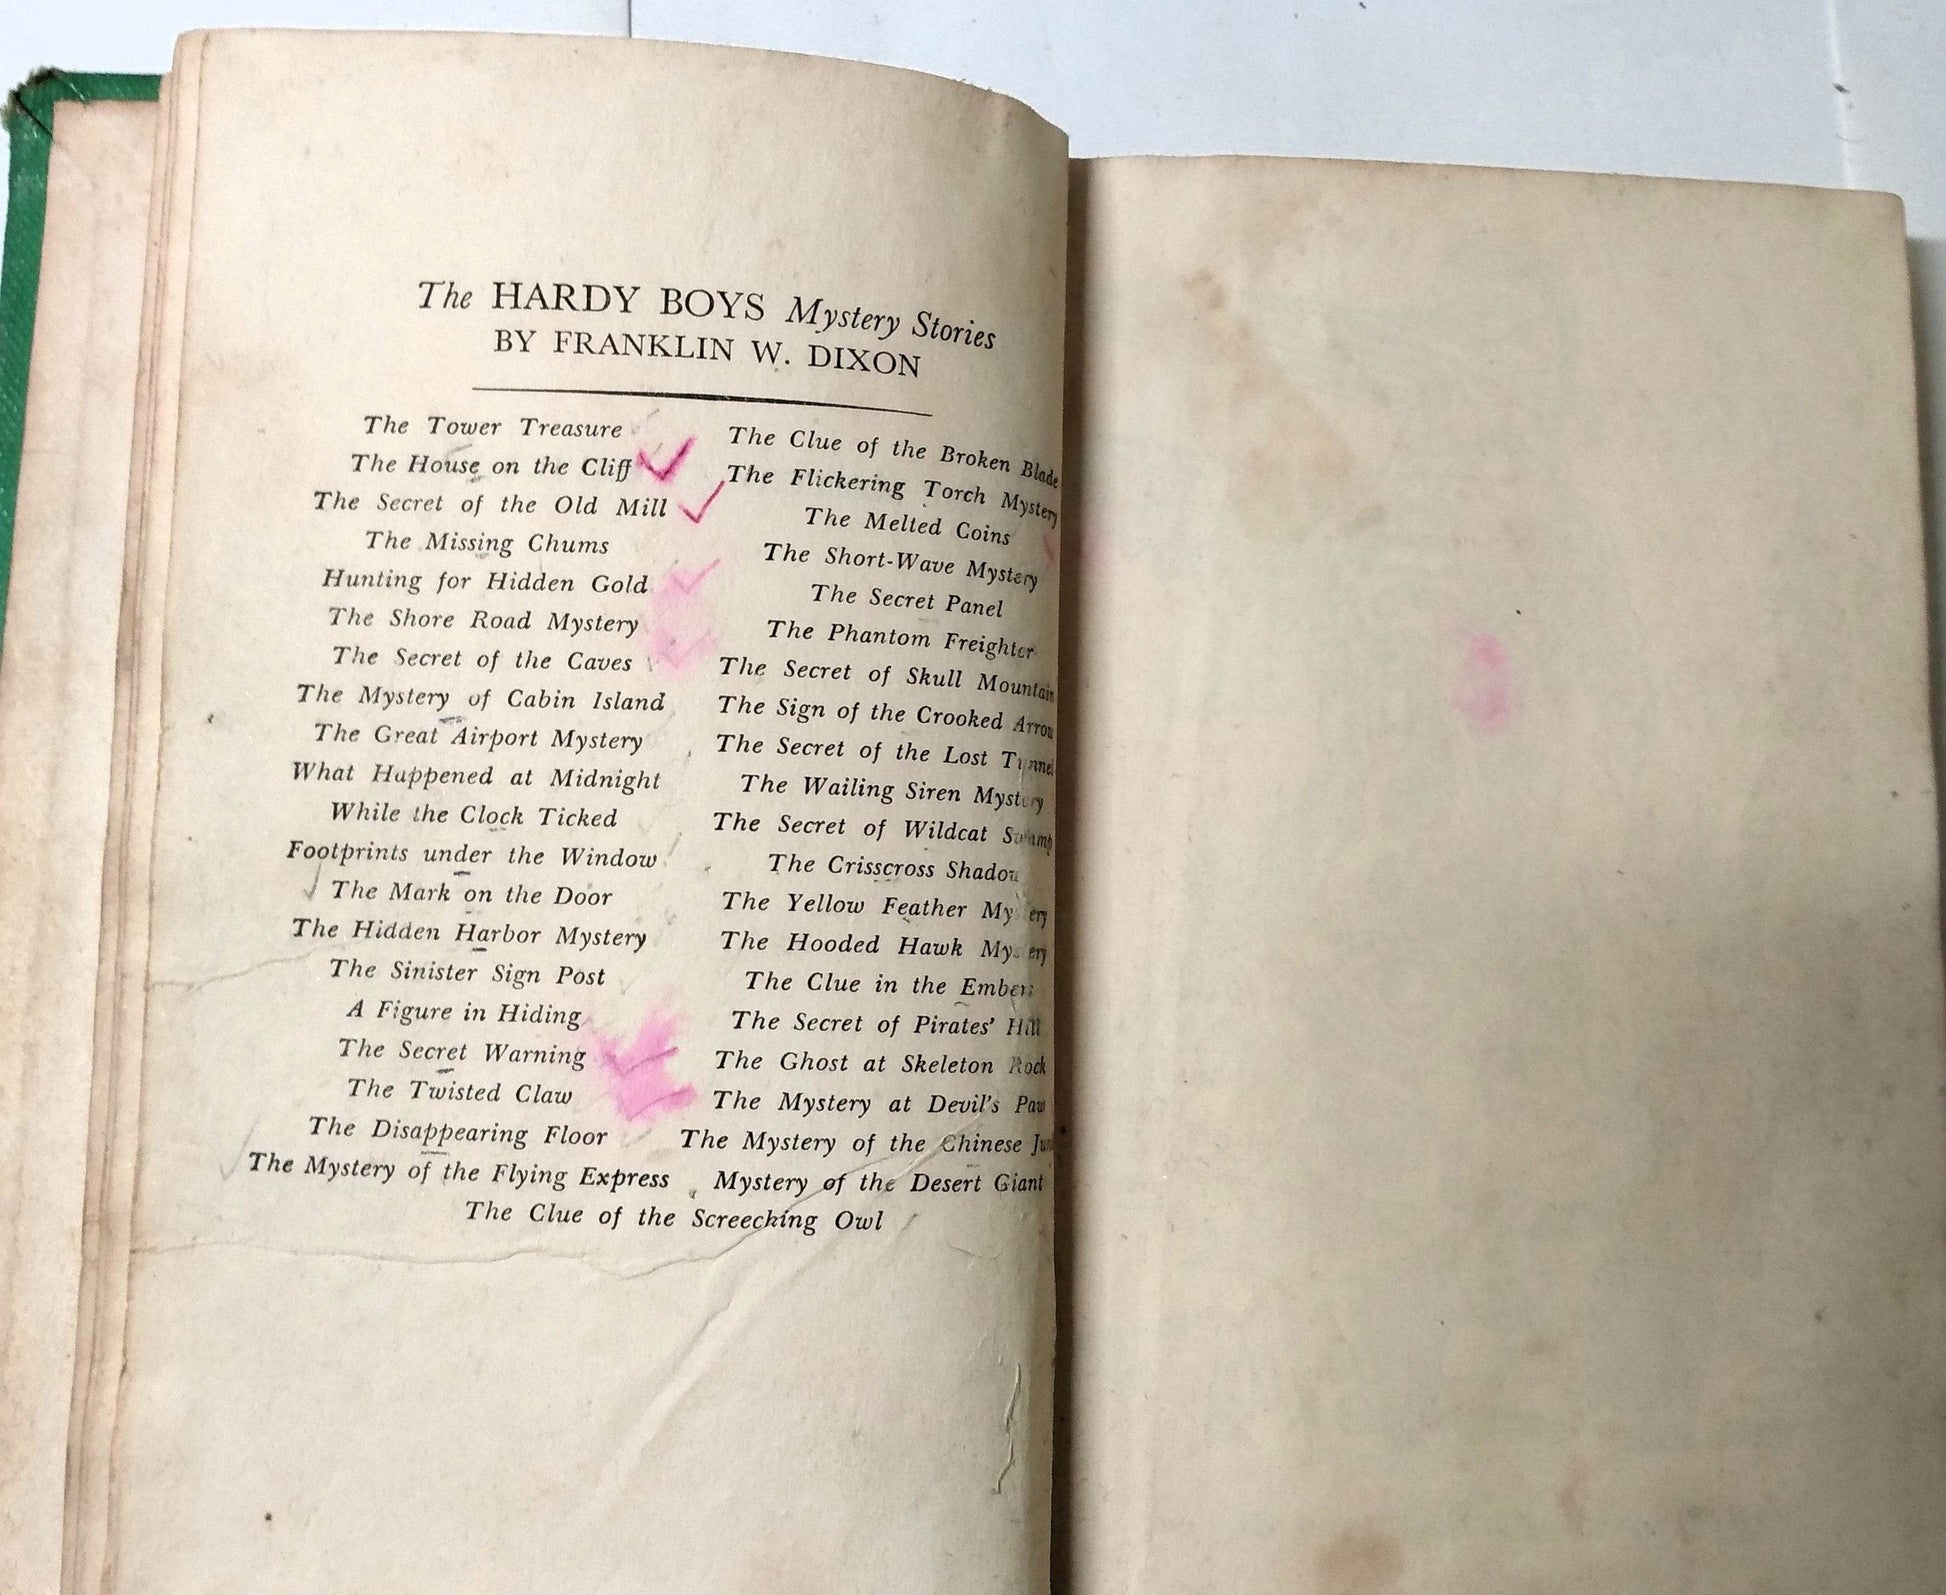 The HARDY BOYS Mystery Stories
BY FRANKLIN W. DIXON
The Tower Treasure
The House on the Cliff
The Secret of the Old Mill
The Missing Chums
Hunting for Hidden Gold
The Shore Road Mystery
The Secret of the Caves
The Mystery of Cabin Island
The Great Airport Mystery
What Happened at Midnight
While the Clock Ticked
Footprints under the Window
The Mark on the Door
The Hidden Harbor Mystery
The Sinister Sign Post
A Figure in Hiding
The Secret Warning
The Twisted Claw
The Disappearing Floor
The Mystery of the Flying Express
The Clue of the Broken Blade
The Flickering Torch Mystery
The Melted Coins
The Short-Wave Mystery
The Secret Panel
The Phantom Freighter
The Secret of Skull Mountain
The Sign of the Crooked Arrow
The Secret of the Lost Tunnel
The Wailing Siren Mystery
The Secret of Wildcat Swamp
The Crisscross Shadow
The Yellow Feather Mystery
The Hooded Hawk Mystery
The Clue in the Embers
The Secret of Pirates' Hill
The Ghost at Skeleton Rock
The Mystery at Devil's Paw
The Mystery of the Chinese
Mystery of the Desert Giant
The Clue of the Screeching Owl